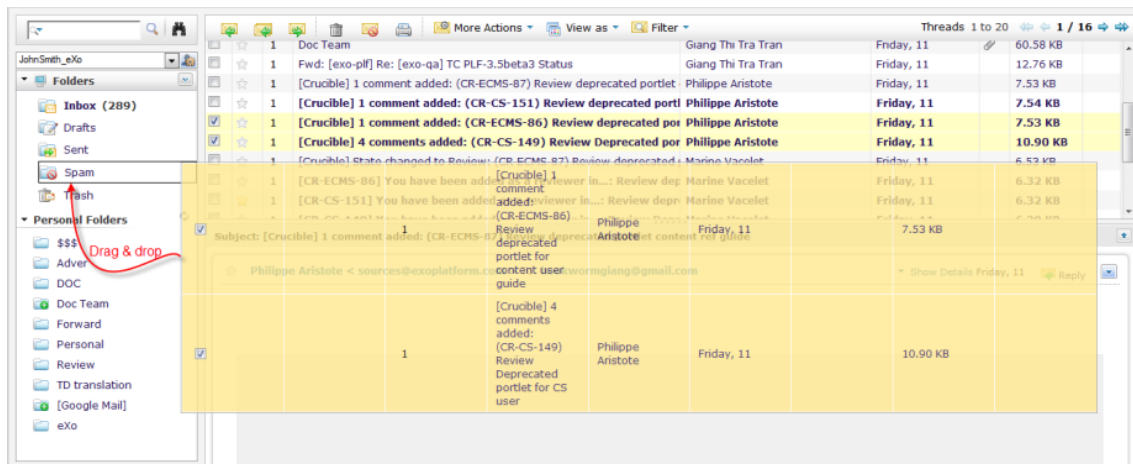 More Actions View as Filter Threads 1 to 20 1 / 16
JohnSmith_eXo
Folders
Inbox (289)
Drafts
Sent
Spam
Trash
Personal Folders
$$$
Adver
DOC
Doc Team
Forward
Personal
Review
TD translation
[Google Mail]
eXo
Drag & drop
1 Doc Team Giang Thi Tra Tran Friday, 11 60.58 KB
1 Fwd: [exo-plf] Re: [exo-qa] TC PLF-3.5beta3 Status Giang Thi Tra Tran Friday, 11 12.76 KB
1 [Crucible] 1 comment added: (CR-ECMS-87) Review deprecated portlet Philippe Aristote Friday, 11 7.53 KB
1 [Crucible] 1 comment added: (CR-CS-151) Review deprecated portl Philippe Aristote Friday, 11 7.54 KB
1 [Crucible] 1 comment added: (CR-ECMS-86) Review deprecated por Philippe Aristote Friday, 11 7.53 KB
1 [Crucible] 4 comments added: (CR-CS-149) Review Deprecated por Philippe Aristote Friday, 11 10.90 KB
[Crucible] State changed to Review: (CR-ECMS-87) Review deprecated Marine Vacelet Friday, 11 6.53 KB
1 [CR-ECMS-86] You have been added as a reviewer in...: Review dep Marine Vacelet Friday, 11 6.32 KB
1 [CR-CS-151] You have been added reviewer in...: Review depr Marine Vacelet Friday, 11 6.32 KB
Subject: [Crucible] 1 comment added: (CR-ECMS-87) Review deprecated portlet content ref guide
Philippe Aristote < sources@exoplatform.co wormgiang@gmail.com Show Details Friday, 11 Reply
[Crucible] 1
comment
added:
(CR-ECMS-86)
Review
deprecated
portlet for
content user
guide
1 Philippe
Aristote
Friday, 11 7.53 KB
[Crucible] 4
comments
added:
(CR-CS-149)
Review
Deprecated
portlet for CS
user
1 Philippe
Aristote
Friday, 11 10.90 KB